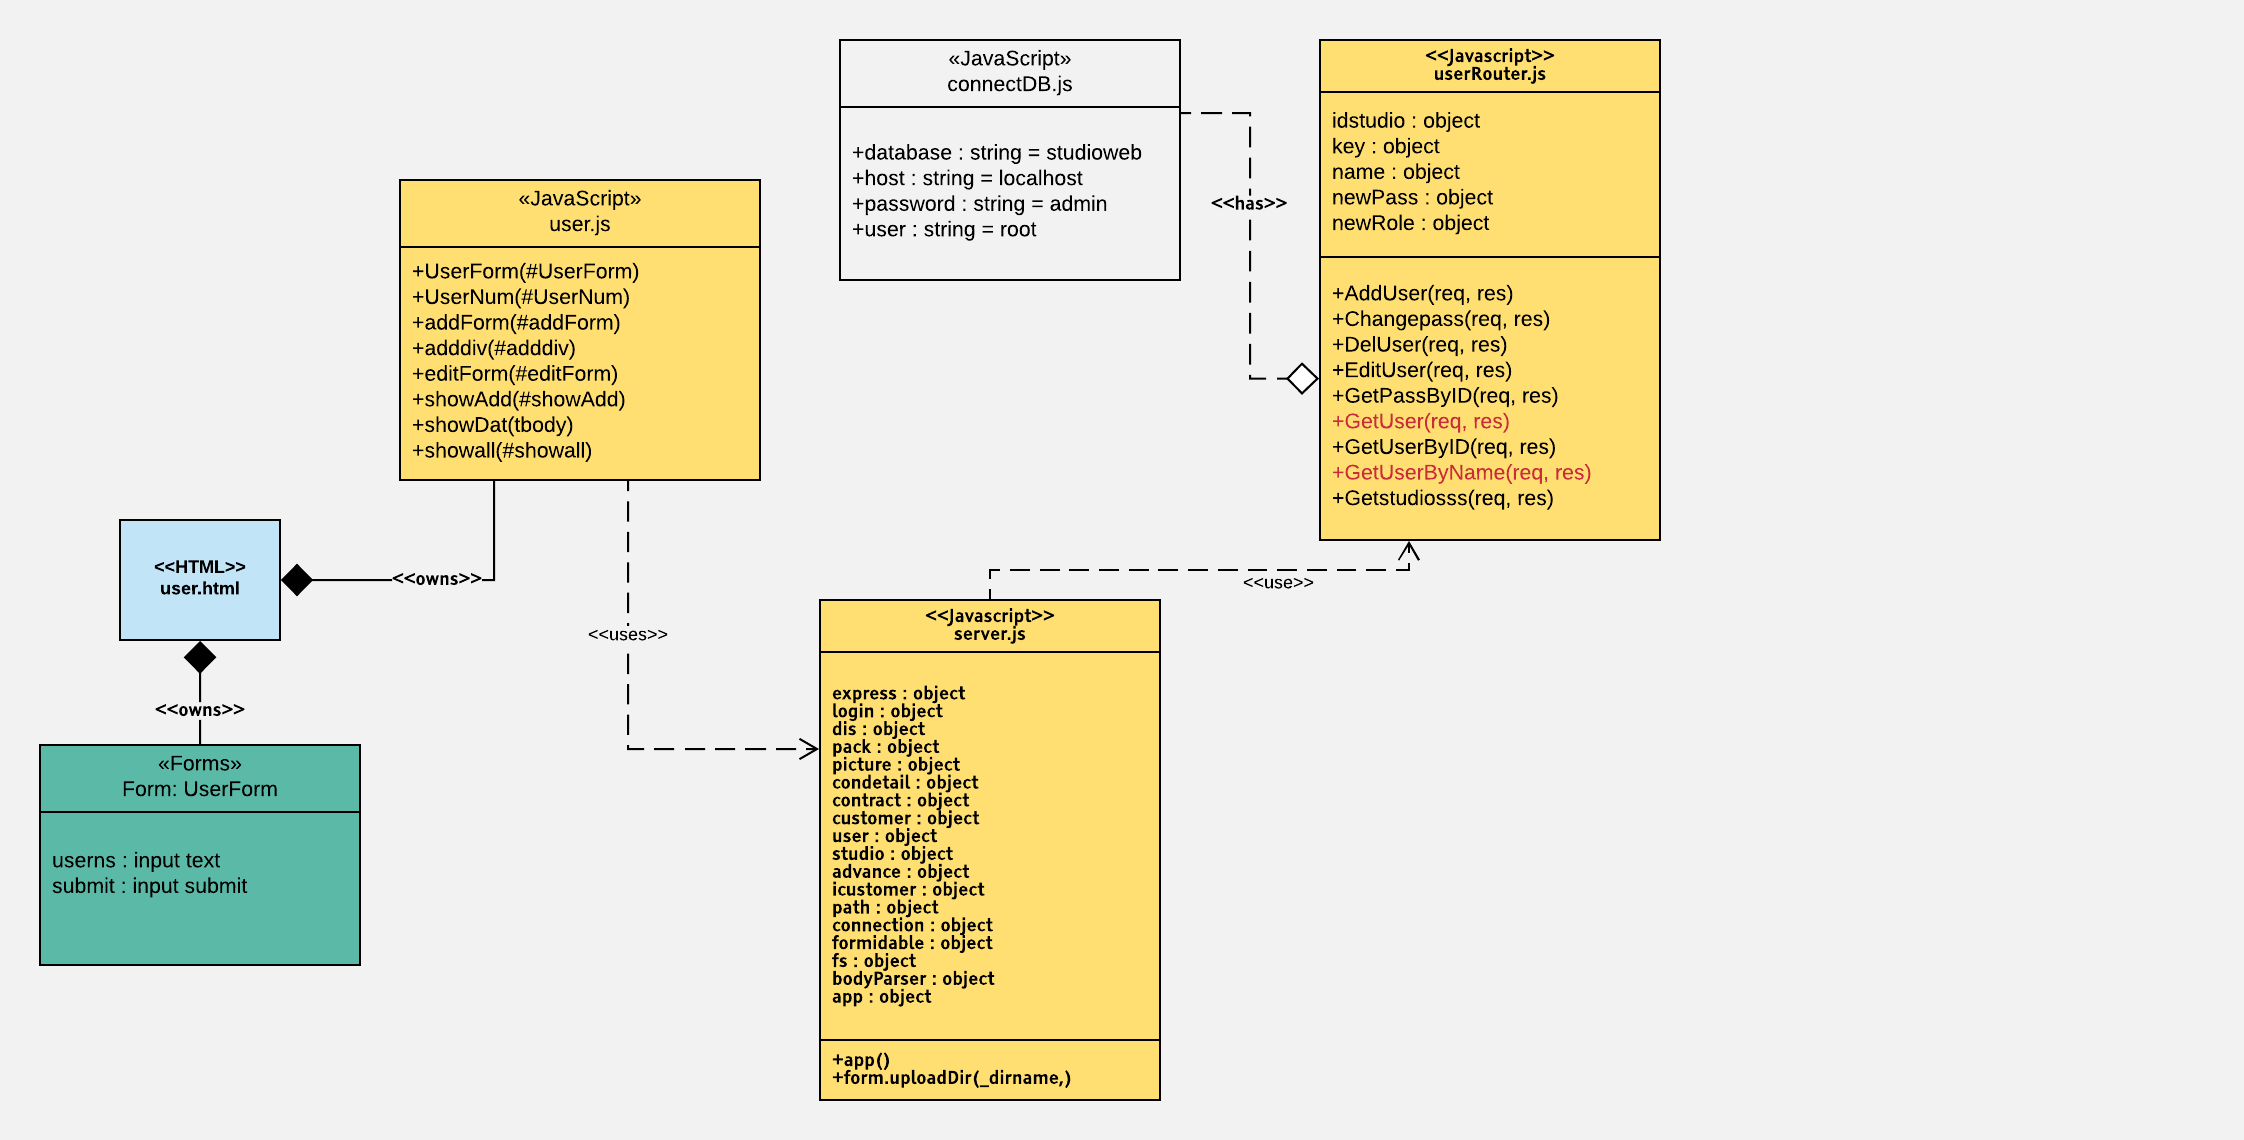 «JavaScript»
connectDB.js
+database : string = studioweb
+host : string = localhost
+password : string = admin
+user : string = root
<<has>>
<<Javascript>>
userRouter.js
idstudio : object
key : object
name : object
newPass : object
newRole : object
+AddUser(req, res)
+Changepass(req, res)
+DelUser(req, res)
+EditUser(req, res)
+GetPassByID(req, res)
+GetUser(req, res)
+GetUserByID(req, res)
+GetUserByName(req, res)
+Getstudiosss(req, res)
«JavaScript»
user.js
+UserForm(#UserForm)
+UserNum(#UserNum)
+addForm(#addForm)
+adddiv(#adddiv)
+editForm(#editForm)
+showAdd(#showAdd)
+showDat(tbody)
+showall(#showall)
<<HTML>>
user.html
<<owns>>
<<uses>>
<<use>>
<<owns>>
«Forms»
Form: UserForm
userns : input text
submit : input submit
<<Javascript>>
server.js
express : object
login : object
dis : object
pack : object
picture : object
condetail : object
contract : object
customer : object
user : object
studio : object
advance : object
icustomer : object
path : object
connection : object
formidable : object
fs : object
bodyParser : object
app : object
+app()
+form.uploadDir(_dirname,)